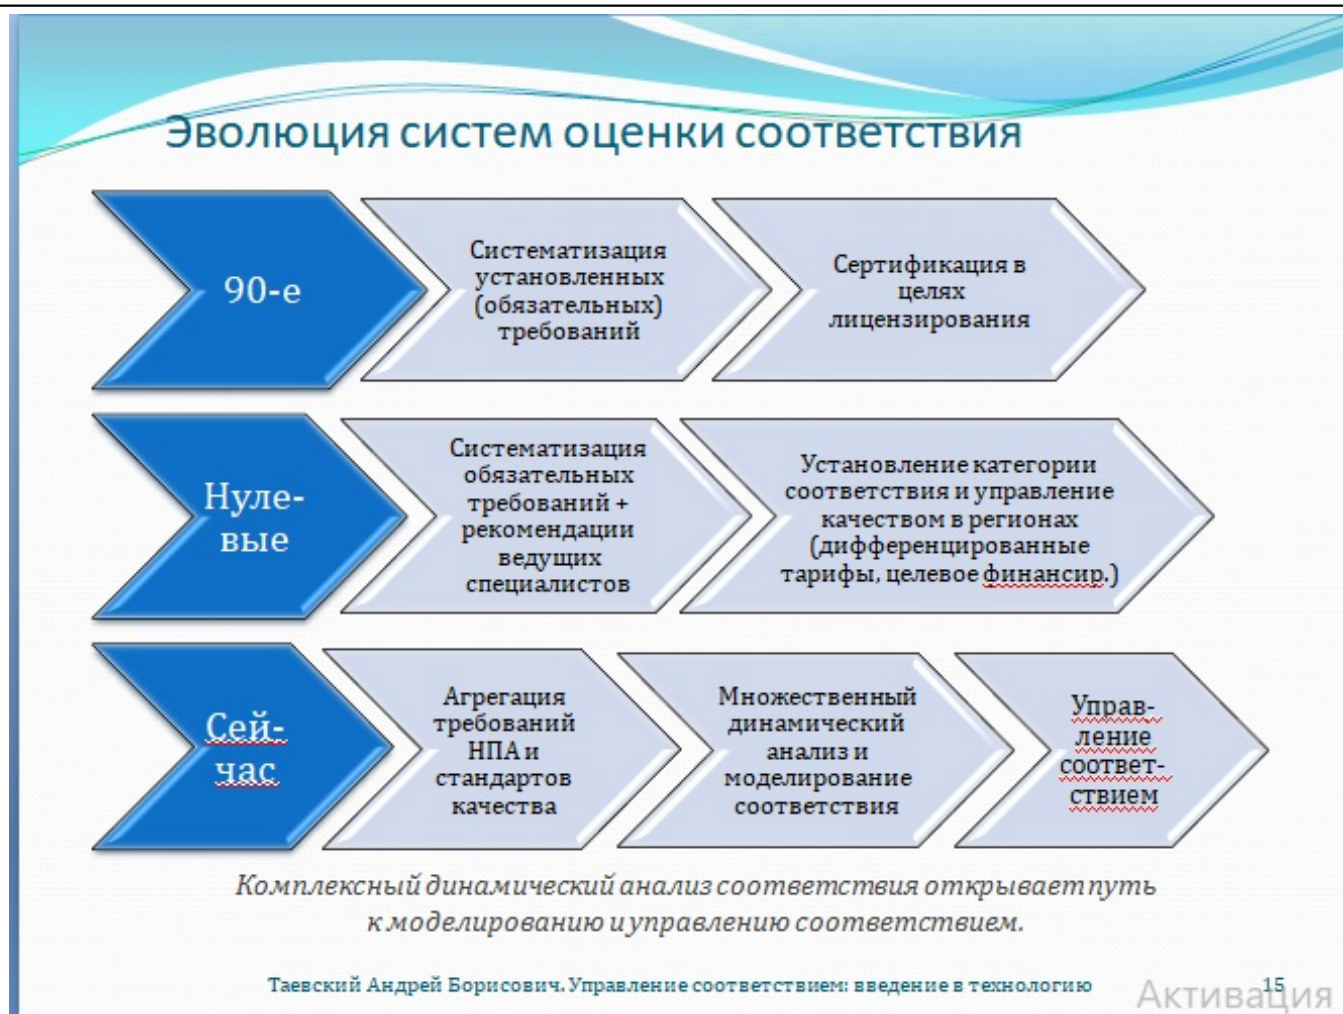 Эволюция систем оценки соответствия
90-е
Систематизация
установленных
(обязательных)
требований
Сертификация в
целях
лицензирования
Нуле-
вые
Систематизация
обязательных
требований +
рекомендации
ведущих
специалистов
Установление категории
соответствия и управление
качеством в регионах
(дифференцированные
тарифы, целевое финансир.)
Сей-
час
Агрегация
требований
НПА и
стандартов
качества
Множественный
динамический
анализ и
моделирование
соответствия
Управ-
ление
соответ-
ствием
Комплексный динамический анализ соответствия открывает путь
к моделированию и управлению соответствием.
Таевский Андрей Борисович. Управление соответствием: введение в технологию
15
Активация